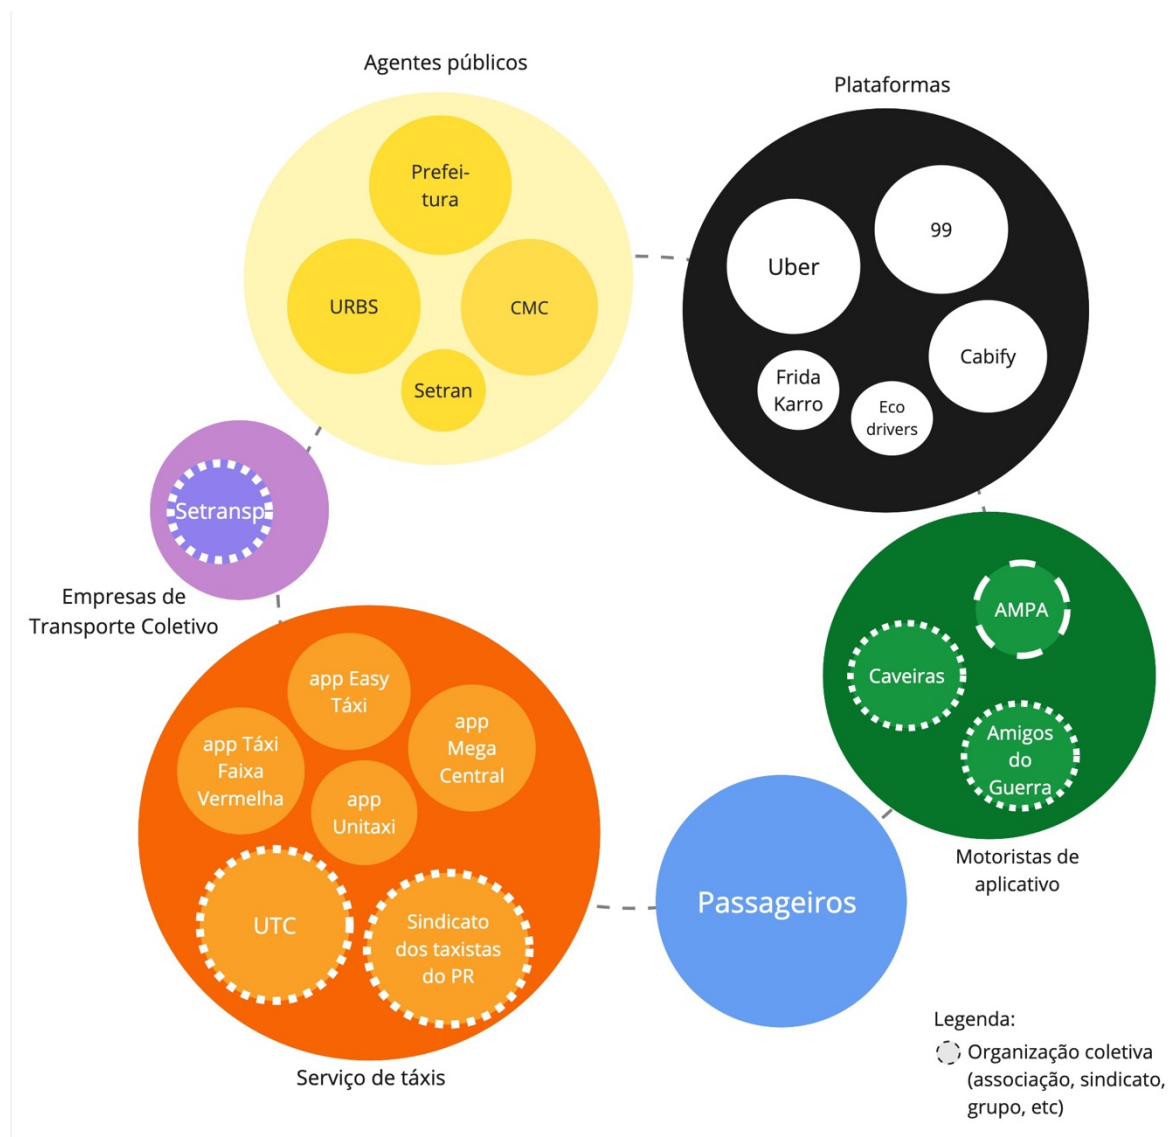 Agentes públicos
Prefei-
tura
URBS
CMC
Setran
Plataformas
Uber
99
Cabify
Frida
Karro
Eco
drivers
Setransp
Empresas de
Transporte Coletivo
AMPA
Caveiras
Amigos
do
Guerra
Motoristas de
aplicativo
app Easy
Táxi
app
Mega
Central
app Táxi
Faixa
Vermelha
app
Unitaxi
UTC
Sindicato
dos taxistas
do PR
Serviço de táxis
Passageiros
Legenda:
Organização coletiva
(associação, sindicato,
grupo, etc)